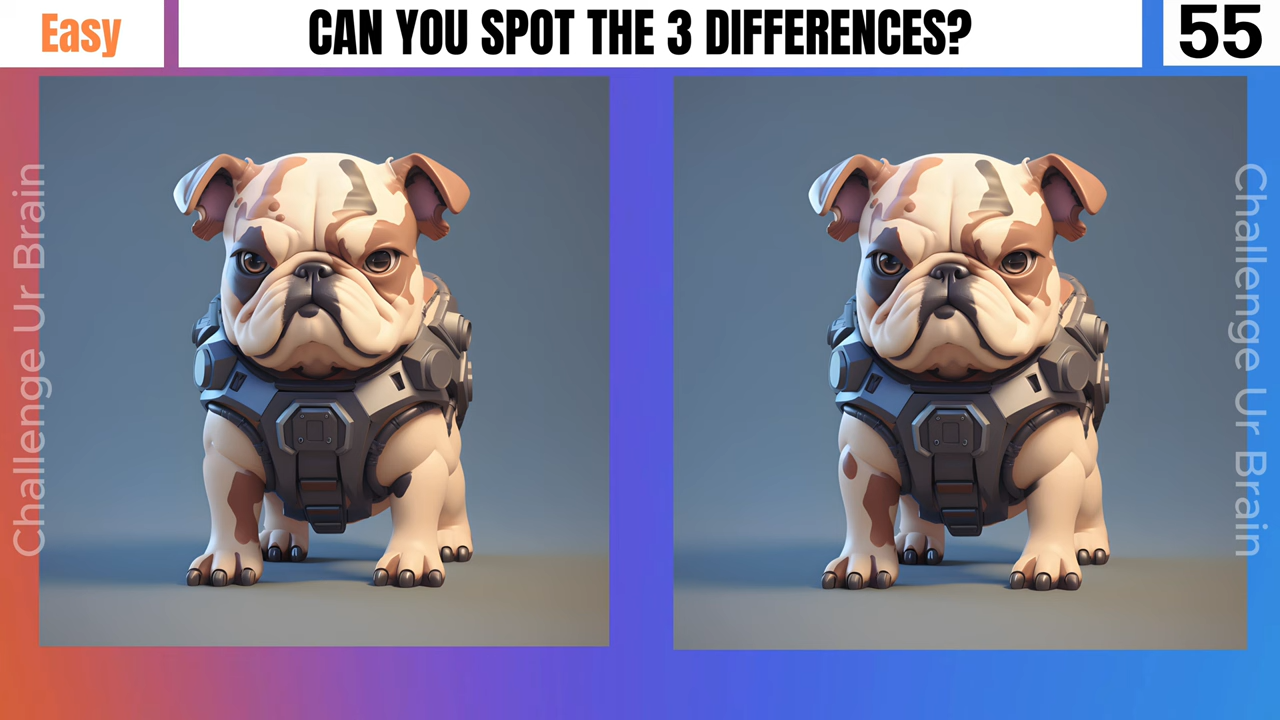 Easy
CAN YOU SPOT THE 3 DIFFERENCES?
55
Challenge Ur Brain
Challenge Ur Brain